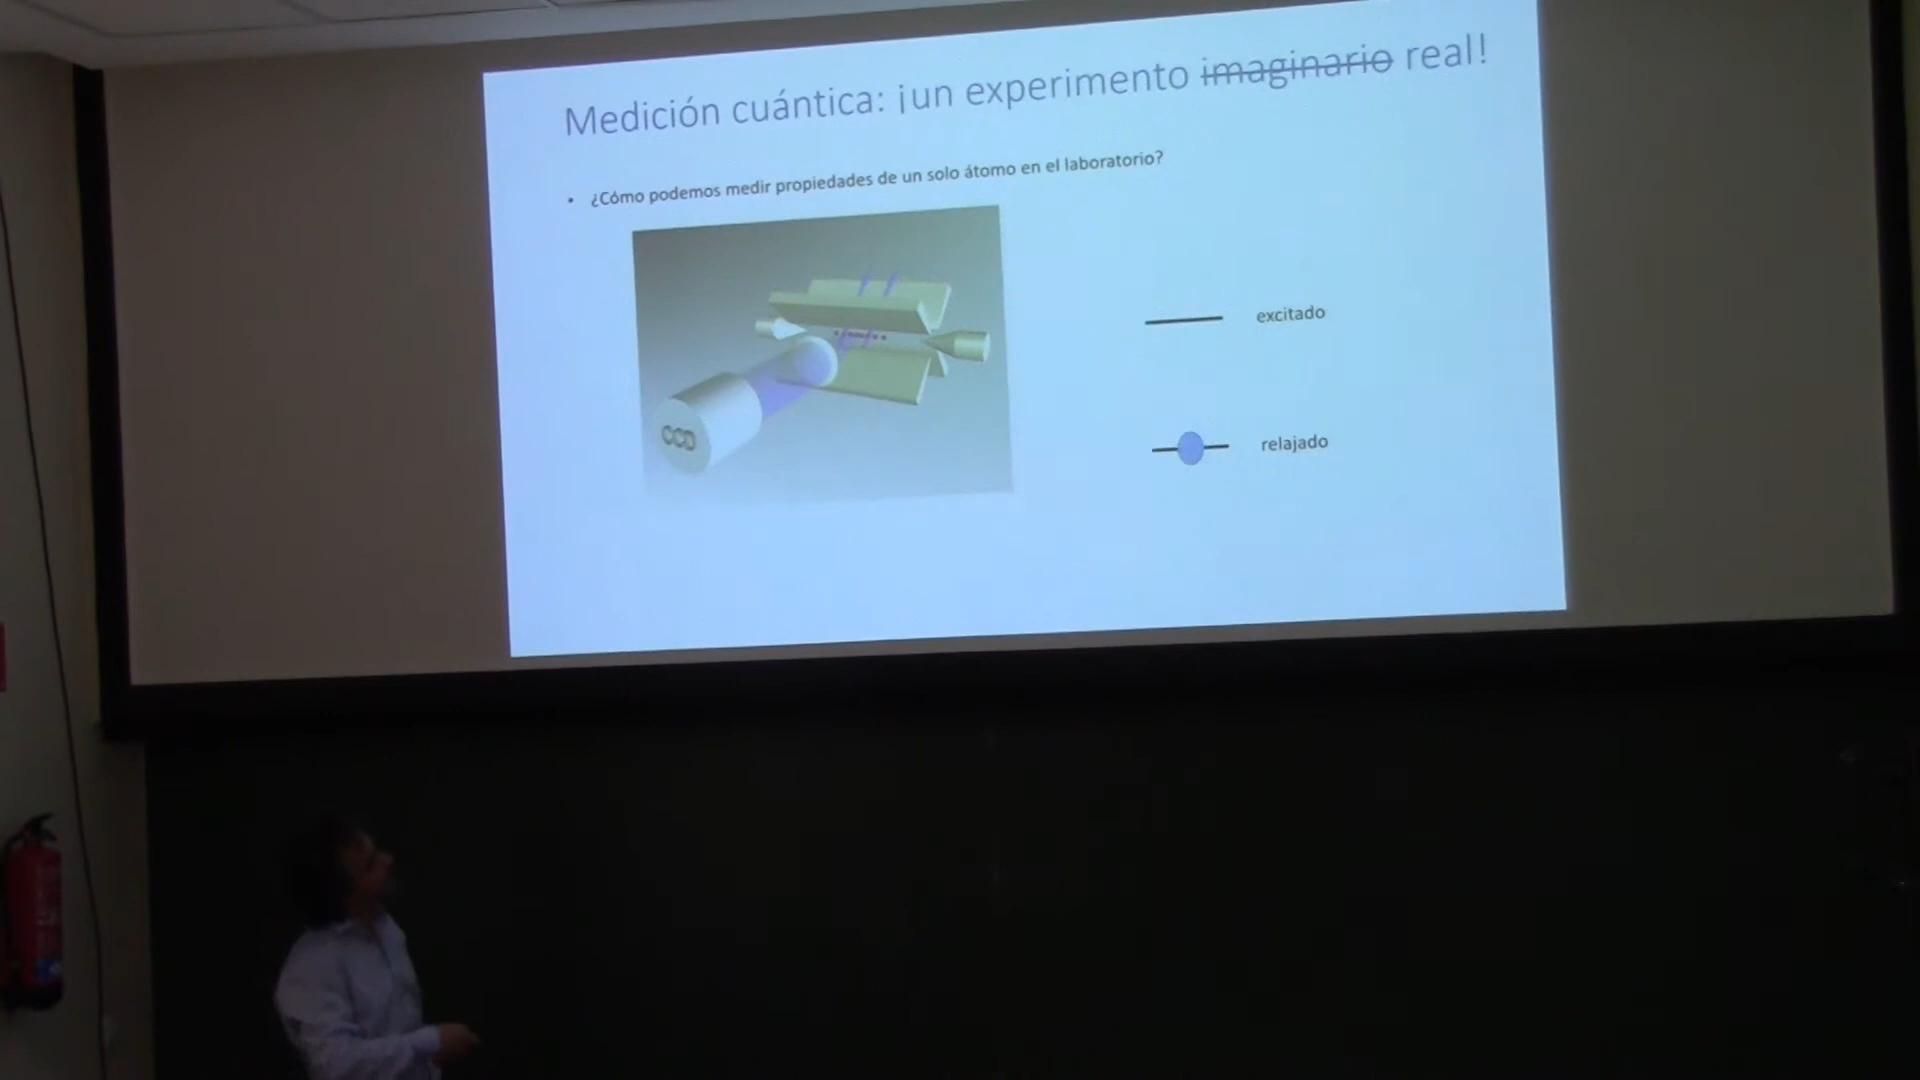 Medición cuántica: ¡un experimento imaginario real!
• ¿Cómo podemos medir propiedades de un solo átomo en el laboratorio?
excitado
CCD
relajado